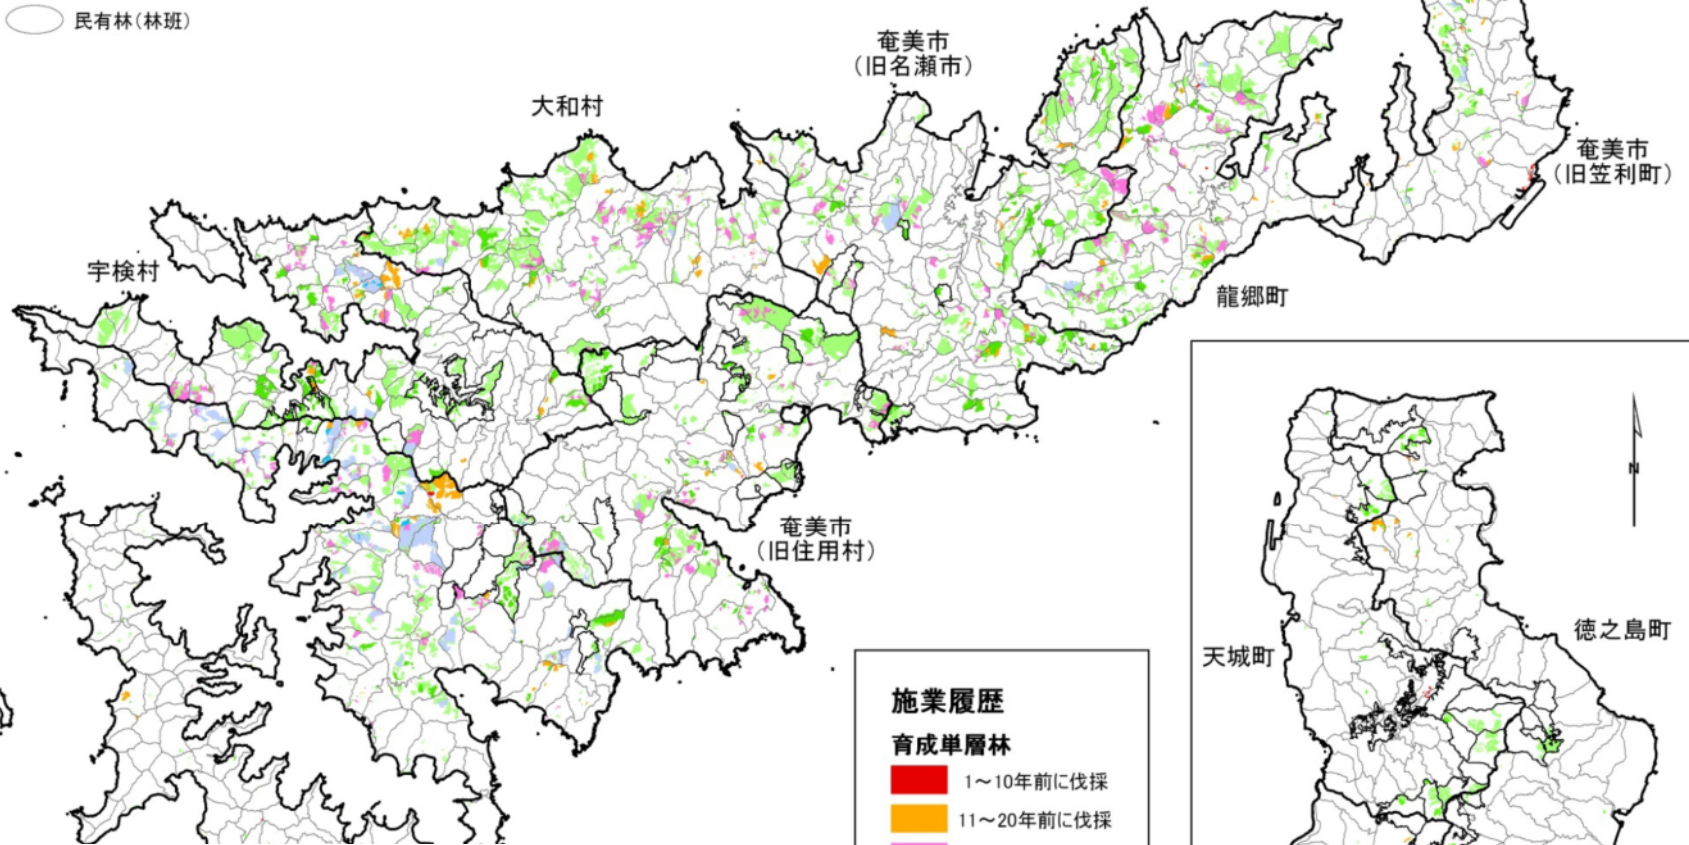 民有林(林班)
奄美市
(旧名瀬市)
大和村
奄美市
(旧笠利町)
宇検村
龍郷町
N
奄美市
(旧住用村)
徳之島町
天城町
施業履歴
育成単層林
1～10年前に伐採
11～20年前に伐採